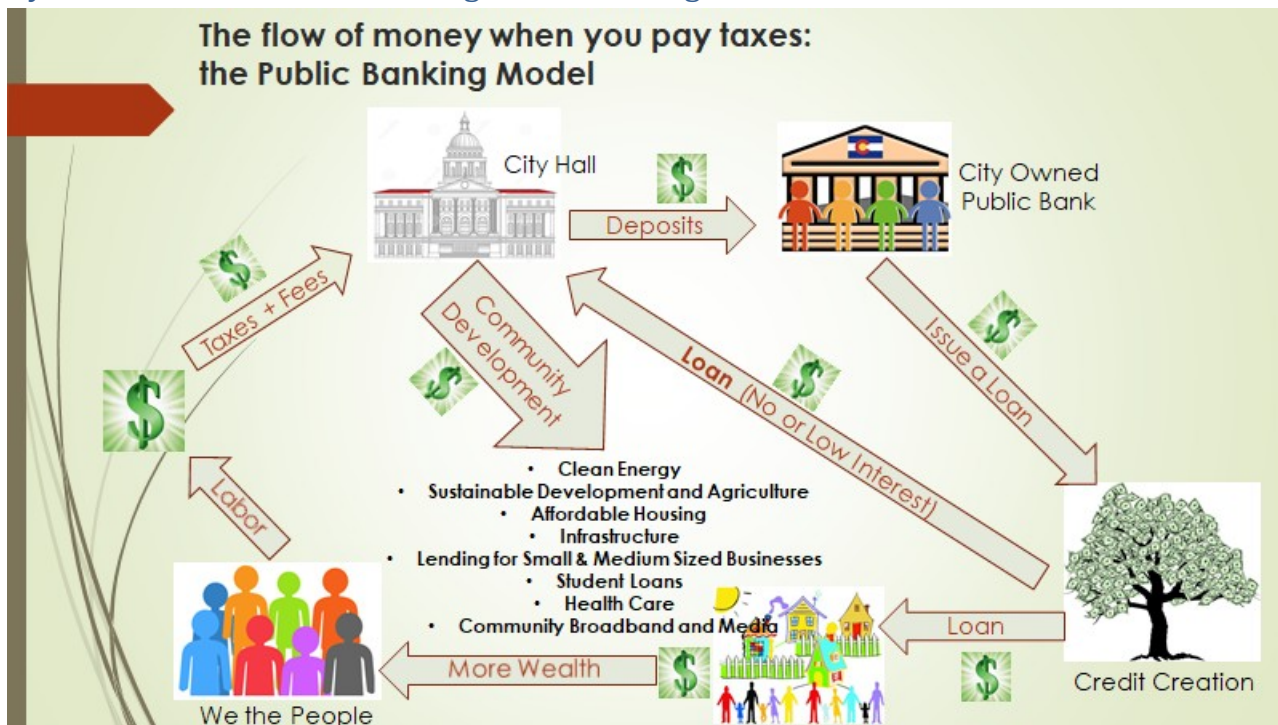 The flow of money when you pay taxes:
the Public Banking Model
City Hall
Deposits
City Owned
Public Bank
Taxes + Fees
Community
Development
Loan (No or Low Interest)
Issue a Loan
Labor
• Clean Energy
• Sustainable Development and Agriculture
• Affordable Housing
• Infrastructure
• Lending for Small & Medium Sized Businesses
• Student Loans
• Health Care
• Community Broadband and Media
Loan
More Wealth
Credit Creation
We the People